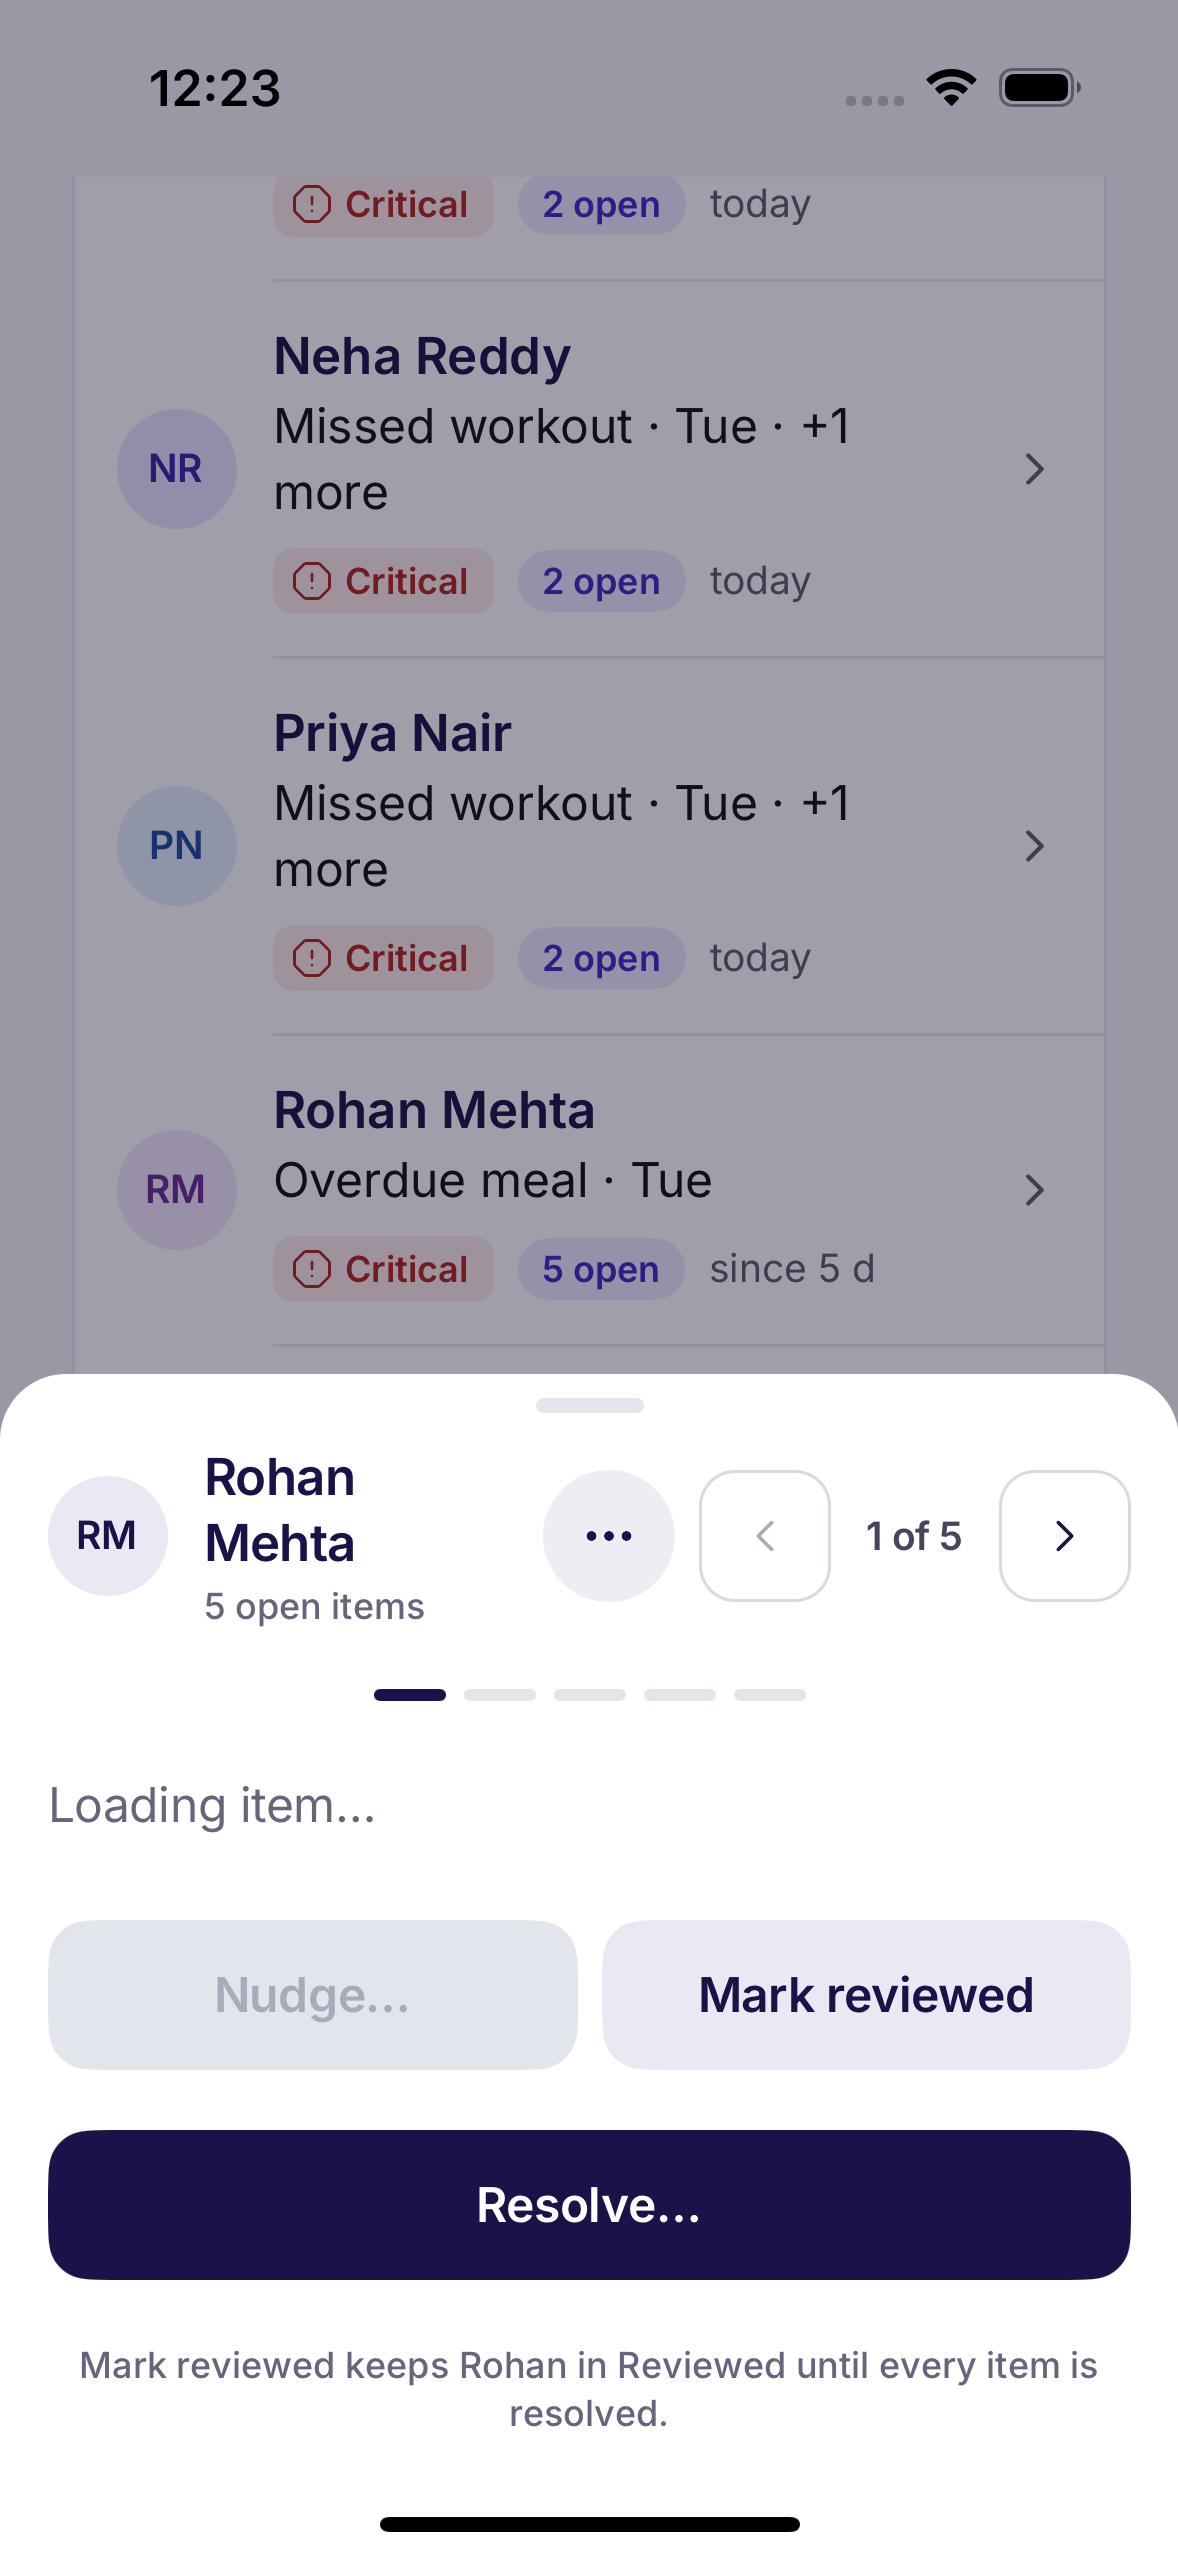 12:23
Critical 2 open today
Neha Reddy
NR
Missed workout · Tue · +1
more
Critical 2 open today
Priya Nair
PN
Missed workout · Tue · +1
more
Critical 2 open today
Rohan Mehta
RM
Overdue meal · Tue
Critical 5 open since 5 d
RM
Rohan
Mehta
5 open items
1 of 5
Loading item...
Nudge...
Mark reviewed
Resolve...
Mark reviewed keeps Rohan in Reviewed until every item is
resolved.